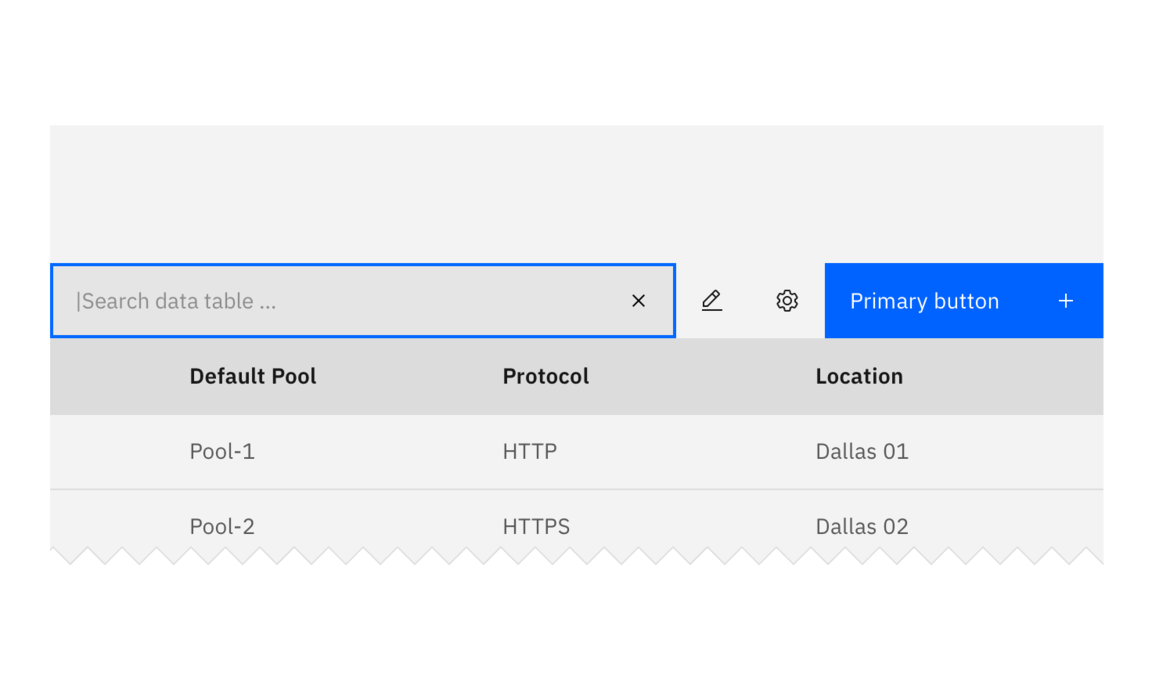 Search data table ...
Primary button
Default Pool Protocol Location
Pool-1 HTTP Dallas 01
Pool-2 HTTPS Dallas 02